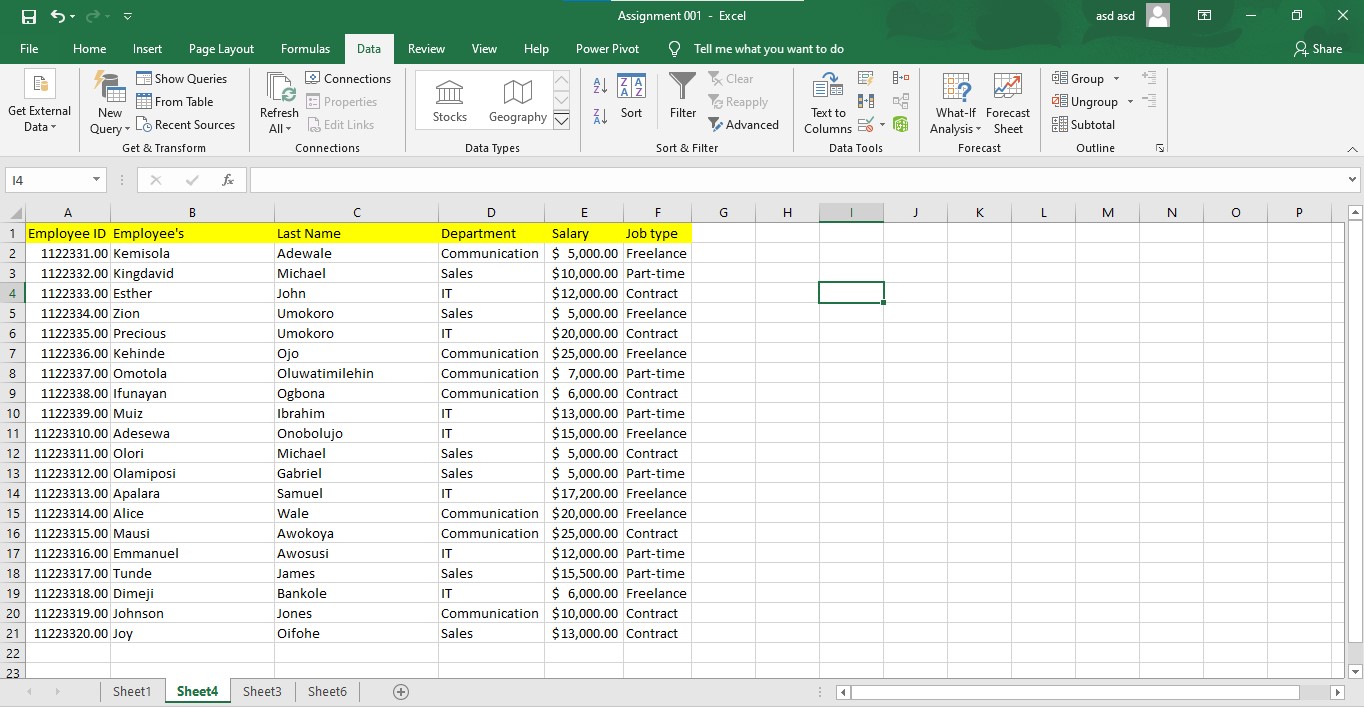 Assignment 001 - Excel
asd asd
File Home Insert Page Layout Formulas Data Review View Help Power Pivot Tell me what you want to do Share
Get External Data
New Query
Show Queries
From Table
Recent Sources
Get & Transform
Refresh All
Connections
Properties
Edit Links
Connections
Stocks
Geography
Data Types
Sort
Filter
Clear
Reapply
Advanced
Sort & Filter
Text to Columns
Data Tools
What-If Analysis
Forecast Sheet
Forecast
Group
Ungroup
Subtotal
Outline
I4 fx
A B C D E F G H I J K L M N O P
1 Employee ID Employee's Last Name Department Salary Job type
2 1122331.00 Kemisola Adewale Communication $ 5,000.00 Freelance
3 1122332.00 Kingdavid Michael Sales $10,000.00 Part-time
4 1122333.00 Esther John IT $12,000.00 Contract
5 1122334.00 Zion Umokoro Sales $ 5,000.00 Freelance
6 1122335.00 Precious Umokoro IT $20,000.00 Contract
7 1122336.00 Kehinde Ojo Communication $25,000.00 Freelance
8 1122337.00 Omotola Oluwatimilehin Communication $ 7,000.00 Part-time
9 1122338.00 Ifunayan Ogbona Communication $ 6,000.00 Contract
10 1122339.00 Muiz Ibrahim IT $13,000.00 Part-time
11 11223310.00 Adesewa Onobolujo IT $15,000.00 Freelance
12 11223311.00 Olori Michael Sales $ 5,000.00 Contract
13 11223312.00 Olamiposi Gabriel Sales $ 5,000.00 Part-time
14 11223313.00 Apalara Samuel IT $17,200.00 Freelance
15 11223314.00 Alice Wale Communication $20,000.00 Freelance
16 11223315.00 Mausi Awokoya Communication $25,000.00 Contract
17 11223316.00 Emmanuel Awosusi IT $12,000.00 Part-time
18 11223317.00 Tunde James Sales $15,500.00 Part-time
19 11223318.00 Dimeji Bankole IT $ 6,000.00 Freelance
20 11223319.00 Johnson Jones Communication $10,000.00 Contract
21 11223320.00 Joy Oifohe Sales $13,000.00 Contract
22
23
Sheet1 Sheet4 Sheet3 Sheet6